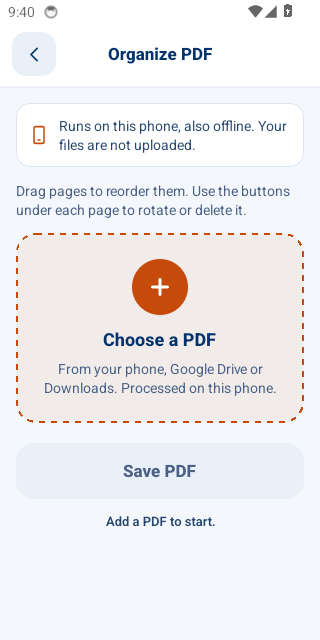 9:40
Organize PDF
Runs on this phone, also offline. Your
files are not uploaded.
Drag pages to reorder them. Use the buttons
under each page to rotate or delete it.
Choose a PDF
From your phone, Google Drive or
Downloads. Processed on this phone.
Save PDF
Add a PDF to start.